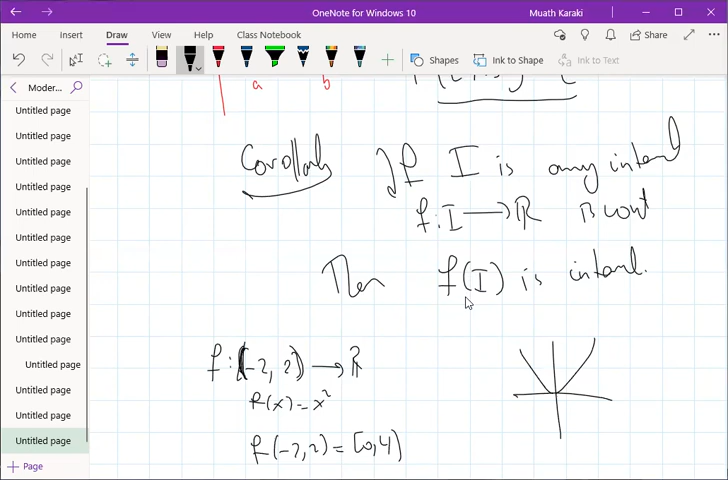 OneNote for Windows 10
Muath Karaki
Home Insert Draw View Help Class Notebook
Share
Shapes Ink to Shape Ink to Text
Moder...
Untitled page
Untitled page
Untitled page
Untitled page
Untitled page
Untitled page
Untitled page
Untitled page
Untitled page
Untitled page
Untitled page
Untitled page
Untitled page
Untitled page
+ Page
a b
Corollary If I is any interval
f: I → ℝ is cont
Then f(I) is interval.
f: (-2, 2) → ℝ
f(x) = x²
f(-2, 2) = [0, 4)